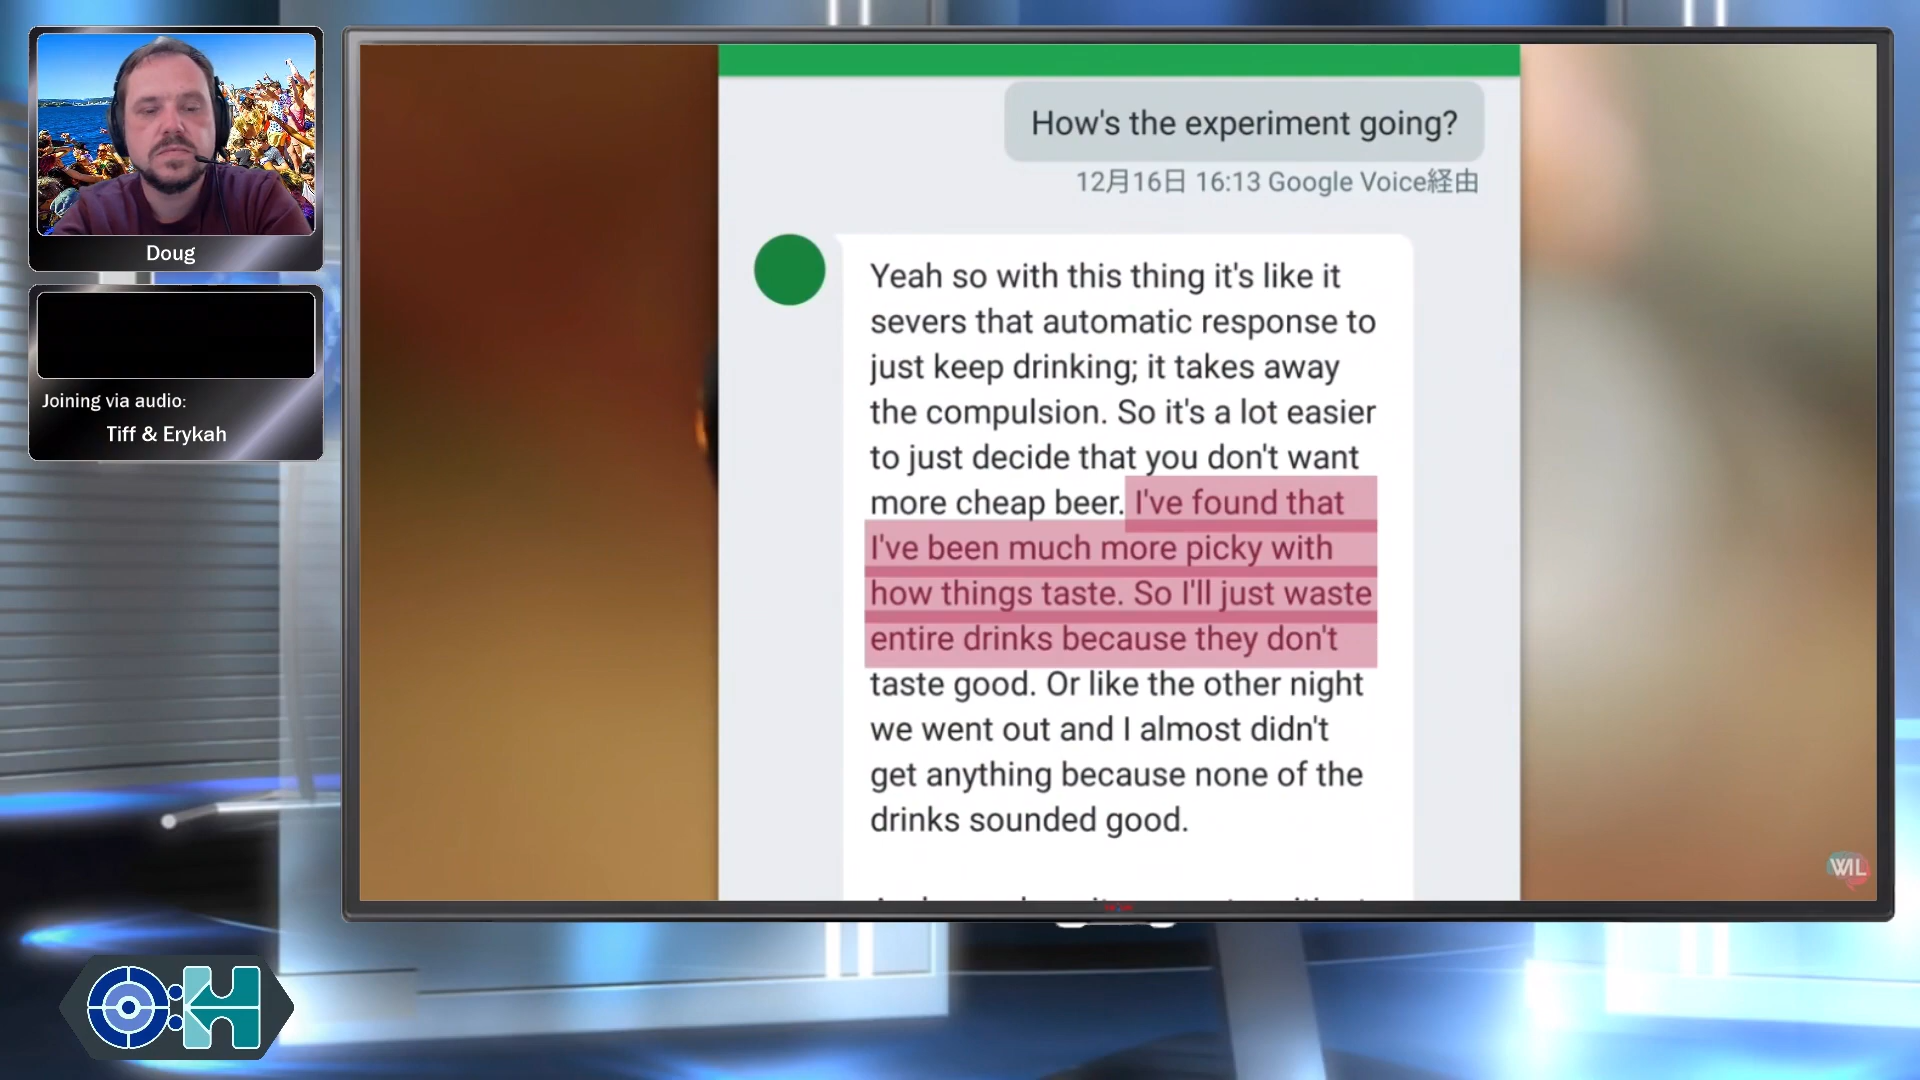 Doug
Joining via audio:
Tiff & Erykah
How's the experiment going?
12月16日 16:13 Google Voice経由
Yeah so with this thing it's like it
severs that automatic response to
just keep drinking; it takes away
the compulsion. So it's a lot easier
to just decide that you don't want
more cheap beer. I've found that
I've been much more picky with
how things taste. So I'll just waste
entire drinks because they don't
taste good. Or like the other night
we went out and I almost didn't
get anything because none of the
drinks sounded good.
WIL